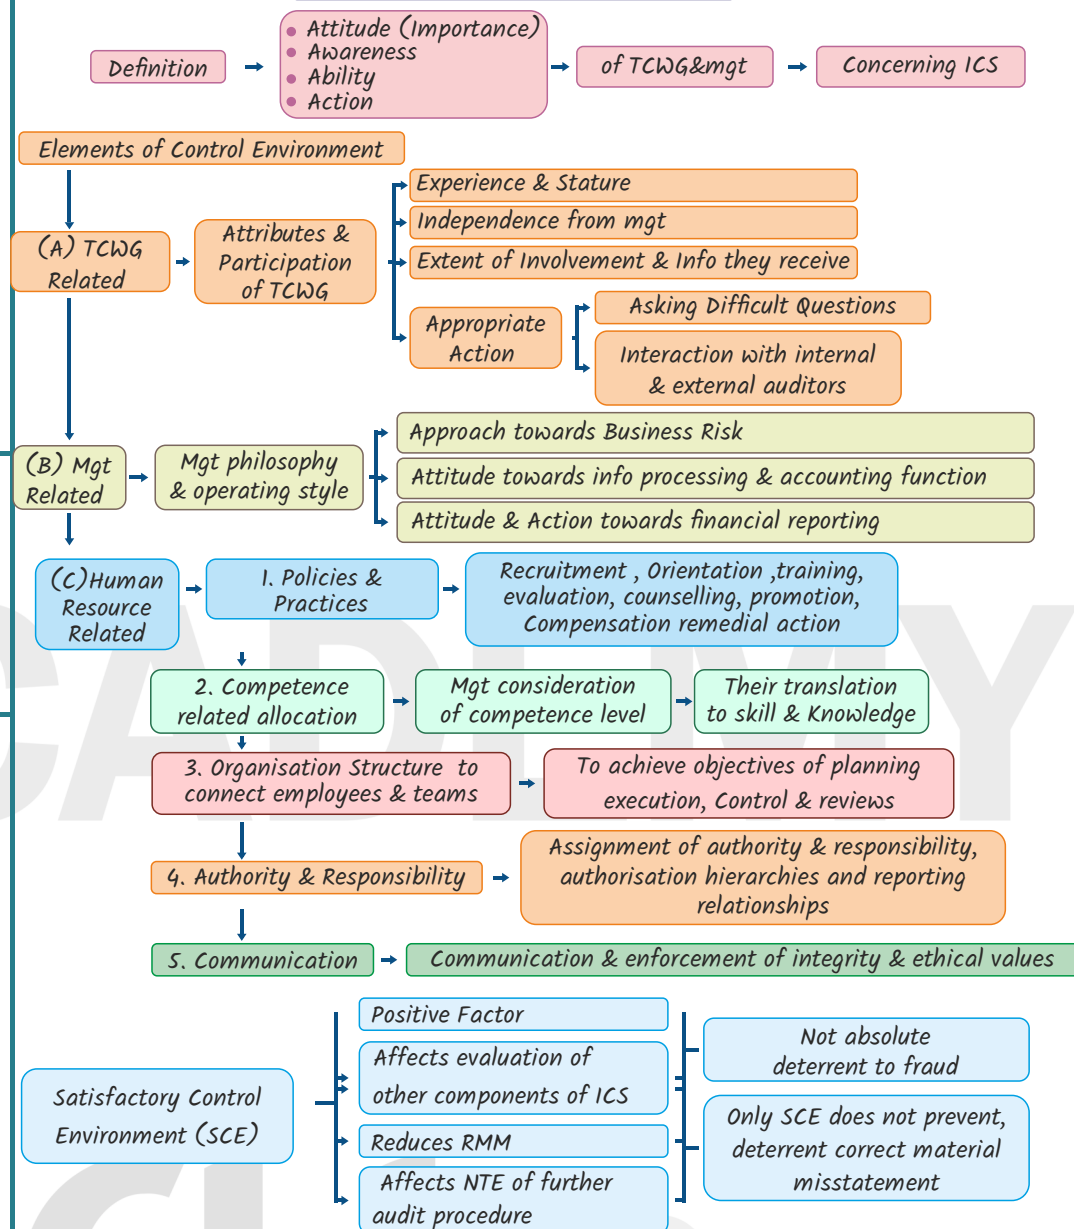 Definition
Attitude (Importance)
Awareness
Ability
Action
of TCWG&mgt
Concerning ICS
Elements of Control Environment
(A) TCWG
Related
Attributes &
Participation
of TCWG
Experience & Stature
Independence from mgt
Extent of Involvement & Info they receive
Appropriate
Action
Asking Difficult Questions
Interaction with internal
& external auditors
(B) Mgt
Related
Mgt philosophy
& operating style
Approach towards Business Risk
Attitude towards info processing & accounting function
Attitude & Action towards financial reporting
(C)Human
Resource
Related
1. Policies &
Practices
Recruitment , Orientation ,training,
evaluation, counselling, promotion,
Compensation remedial action
2. Competence
related allocation
Mgt consideration
of competence level
Their translation
to skill & Knowledge
3. Organisation Structure to
connect employees & teams
To achieve objectives of planning
execution, Control & reviews
4. Authority & Responsibility
Assignment of authority & responsibility,
authorisation hierarchies and reporting
relationships
5. Communication
Communication & enforcement of integrity & ethical values
Satisfactory Control
Environment (SCE)
Positive Factor
Affects evaluation of
other components of ICS
Reduces RMM
Affects NTE of further
audit procedure
Not absolute
deterrent to fraud
Only SCE does not prevent,
deterrent correct material
misstatement